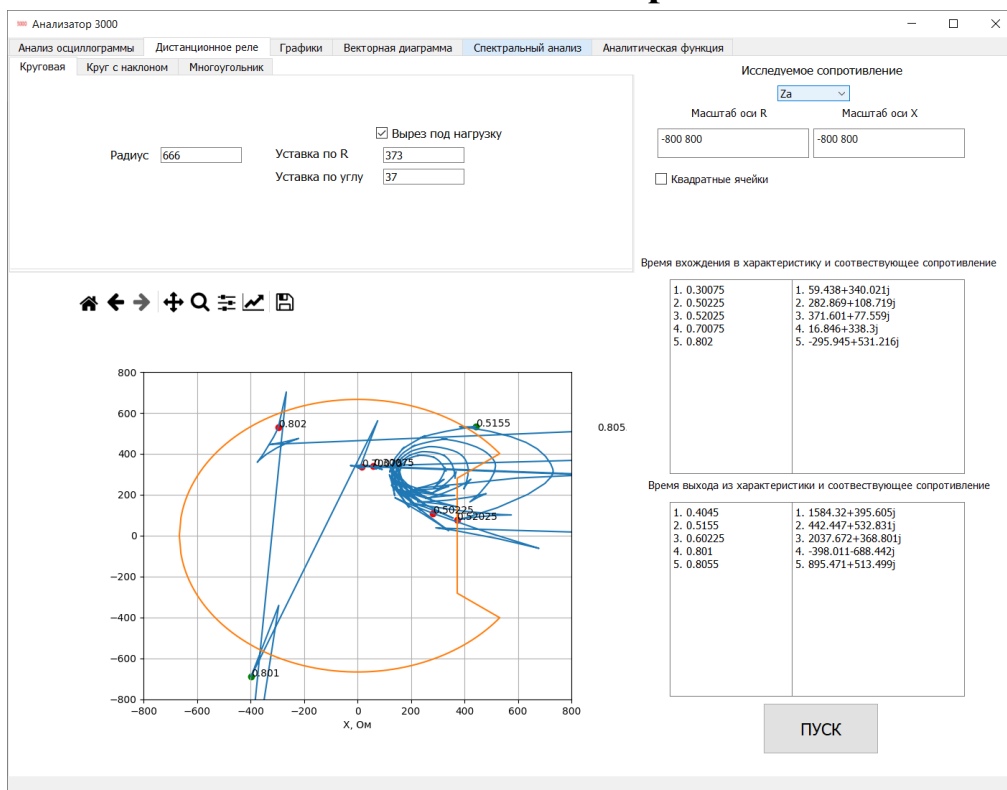 Анализатор 3000
Анализ осциллограммы Дистанционное реле Графики Векторная диаграмма Спектральный анализ Аналитическая функция
Круговая Круг с наклоном Многоугольник
Исследуемое сопротивление
Za
Масштаб оси R Масштаб оси X
-800 800 -800 800
Квадратные ячейки
Вырез под нагрузку
Радиус 666 Уставка по R 373
Уставка по углу 37
Время вхождения в характеристику и соотвествующее сопротивление
1. 0.30075 1. 59.438+340.021j
2. 0.50225 2. 282.869+108.719j
3. 0.52025 3. 371.601+77.559j
4. 0.70075 4. 16.846+338.3j
5. 0.802 5. -295.945+531.216j
Время выхода из характеристики и соотвествующее сопротивление
1. 0.4045 1. 1584.32+395.605j
2. 0.5155 2. 442.447+532.831j
3. 0.60225 3. 2037.672+368.801j
4. 0.801 4. -398.011-688.442j
5. 0.8055 5. 895.471+513.499j
ПУСК
800
600
400
200
0
−200
−400
−600
−800
0.802
0.5155
0.805
0.50225
0.52025
0.801
−800 −600 −400 −200 0 200 400 600 800
X, Ом